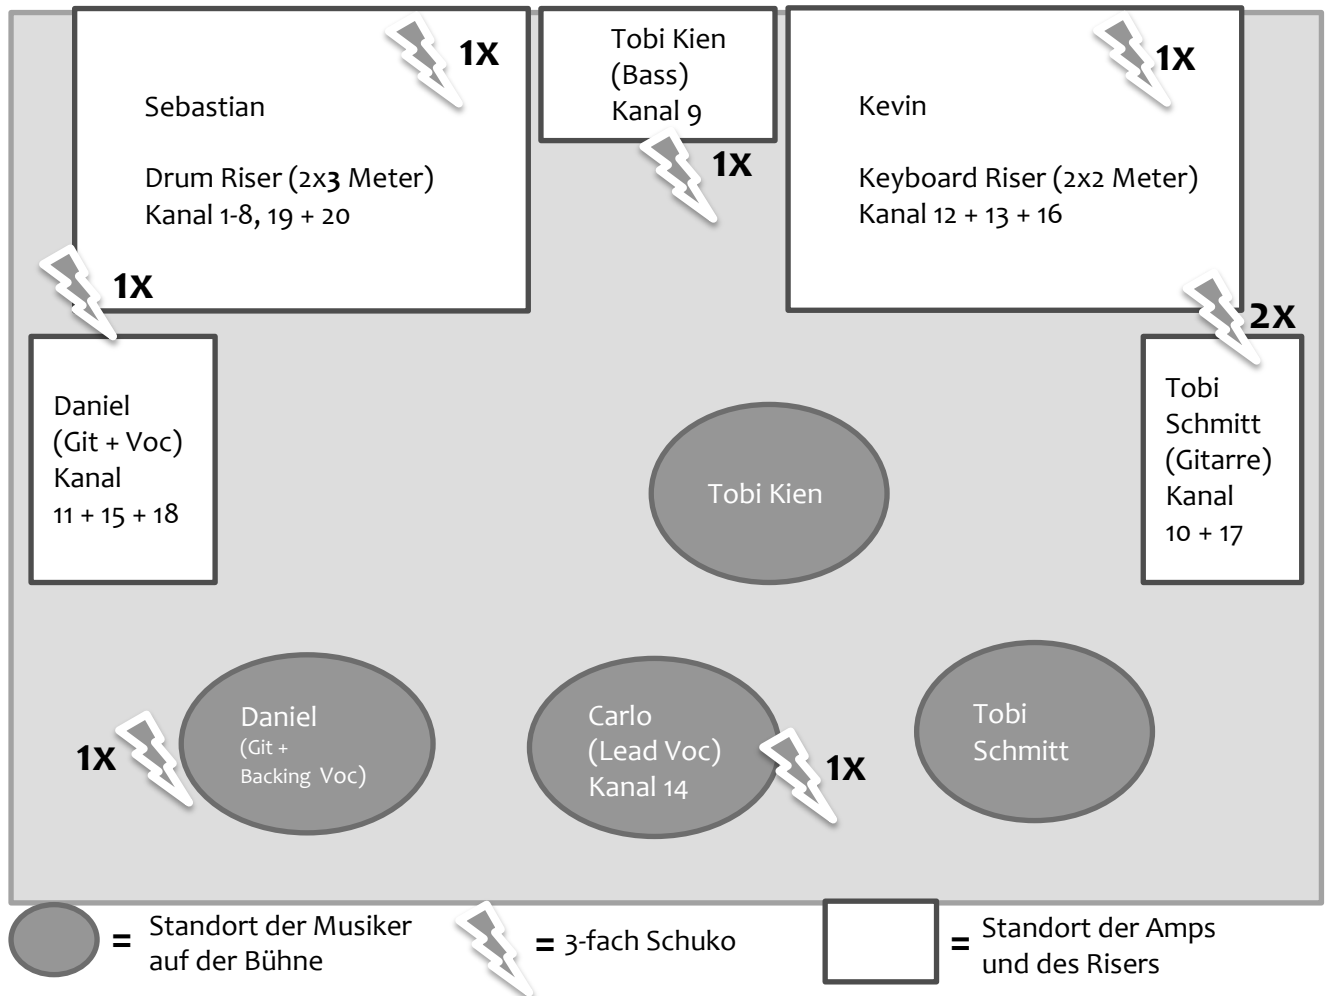 Sebastian
Drum Riser (2x3 Meter)
Kanal 1-8, 19 + 20
1x
Tobi Kien
(Bass)
Kanal 9
1x
Kevin
Keyboard Riser (2x2 Meter)
Kanal 12 + 13 + 16
1x
1x
Daniel
(Git + Voc)
Kanal
11 + 15 + 18
2x
Tobi
Schmitt
(Gitarre)
Kanal
10 + 17
Tobi Kien
1x
Daniel
(Git +
Backing Voc)
Carlo
(Lead Voc)
Kanal 14
1x
Tobi
Schmitt
= Standort der Musiker
auf der Bühne
= 3-fach Schuko
= Standort der Amps
und des Risers